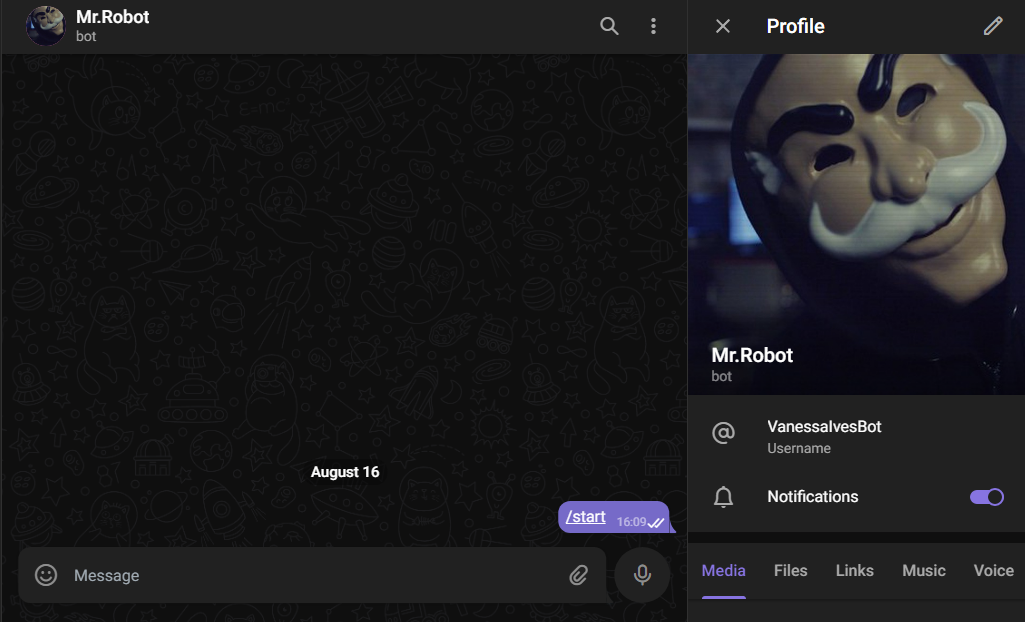 Mr.Robot
bot
August 16
/start 16:09
Message
Profile
Mr.Robot
bot
@
VanessalvesBot
Username
Notifications
Media Files Links Music Voice